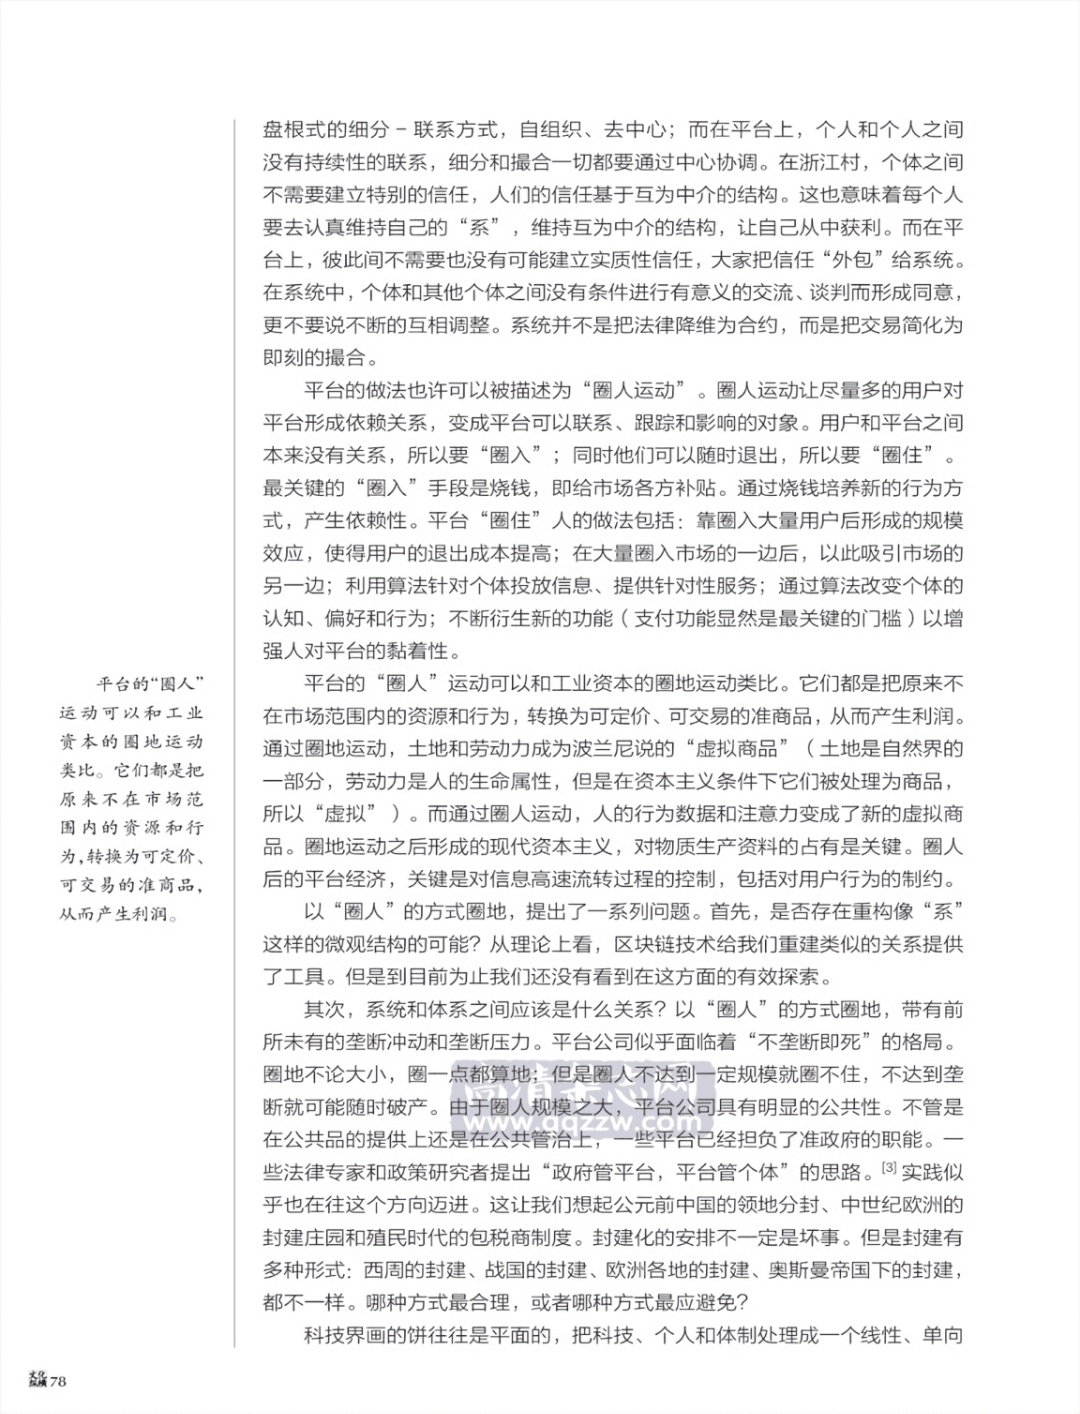 盘根式的细分－联系方式，自组织、去中心；而在平台上，个人和个人之间
没有持续性的联系，细分和撮合一切都要通过中心协调。在浙江村，个体之间
不需要建立特别的信任，人们的信任基于互为中介的结构。这也意味着每个人
要去认真维持自己的“系”，维持互为中介的结构，让自己从中获利。而在平
台上，彼此间不需要也没有可能建立实质性信任，大家把信任“外包”给系统。
在系统中，个体和其他个体之间没有条件进行有意义的交流、谈判而形成同意，
更不要说不断的互相调整。系统并不是把法律降维为合约，而是把交易简化为
即刻的撮合。
平台的做法也许可以被描述为“圈人运动”。圈人运动让尽量多的用户对
平台形成依赖关系，变成平台可以联系、跟踪和影响的对象。用户和平台之间
本来没有关系，所以要“圈入”；同时他们可以随时退出，所以要“圈住”。
最关键的“圈入”手段是烧钱，即给市场各方补贴。通过烧钱培养新的行为方
式，产生依赖性。平台“圈住”人的做法包括：靠圈入大量用户后形成的规模
效应，使得用户的退出成本提高；在大量圈入市场的一边后，以此吸引市场的
另一边；利用算法针对个体投放信息、提供针对性服务；通过算法改变个体的
认知、偏好和行为；不断衍生新的功能（支付功能显然是最关键的门槛）以增
强人对平台的黏着性。
平台的“圈人”运动可以和工业资本的圈地运动类比。它们都是把原来不
在市场范围内的资源和行为，转换为可定价、可交易的准商品，从而产生利润。
通过圈地运动，土地和劳动力成为波兰尼说的“虚拟商品”（土地是自然界的
一部分，劳动力是人的生命属性，但是在资本主义条件下它们被处理为商品，
所以“虚拟”）。而通过圈人运动，人的行为数据和注意力变成了新的虚拟商
品。圈地运动之后形成的现代资本主义，对物质生产资料的占有是关键。圈人
后的平台经济，关键是对信息高速流转过程的控制，包括对用户行为的制约。
以“圈人”的方式圈地，提出了一系列问题。首先，是否存在重构像“系”
这样的微观结构的可能？从理论上看，区块链技术给我们重建类似的关系提供
了工具。但是到目前为止我们还没有看到在这方面的有效探索。
其次，系统和体系之间应该是什么关系？以“圈人”的方式圈地，带有前
所未有的垄断冲动和垄断压力。平台公司似乎面临着“不垄断即死”的格局。
圈地不论大小，圈一点都算地；但是圈人不达到一定规模就圈不住，不达到垄
断就可能随时破产。由于圈人规模之大，平台公司具有明显的公共性。不管是
在公共品的提供上还是在公共管治上，一些平台已经担负了准政府的职能。一
些法律专家和政策研究者提出“政府管平台，平台管个体”的思路。[3]实践似
乎也在往这个方向迈进。这让我们想起公元前中国的领地分封、中世纪欧洲的
封建庄园和殖民时代的包税商制度。封建化的安排不一定是坏事。但是封建有
多种形式：西周的封建、战国的封建、欧洲各地的封建、奥斯曼帝国下的封建，
都不一样。哪种方式最合理，或者哪种方式最应避免？
科技界画的饼往往是平面的，把科技、个人和体制处理成一个线性、单向
平台的“圈人”
运动可以和工业
资本的圈地运动
类比。它们都是把
原来不在市场范
围内的资源和行
为，转换为可定价、
可交易的准商品，
从而产生利润。
高清杂志网
www.gqzzw.com
文化
纵横 78